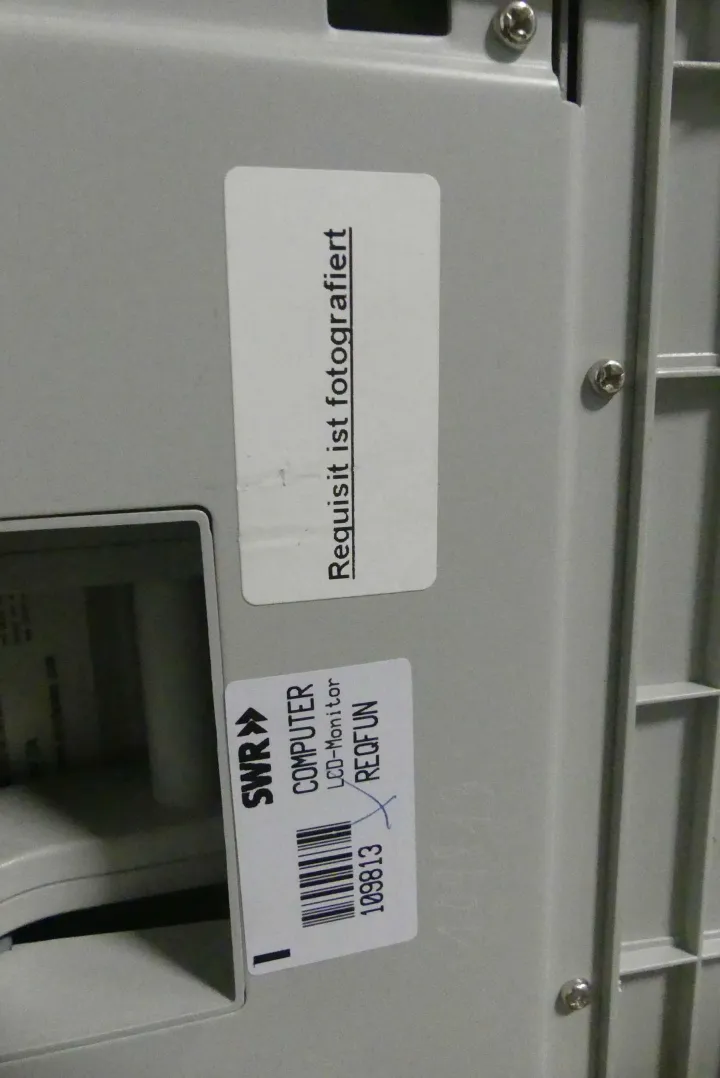 Requisit ist fotografiert
SWR»
COMPUTER
LCD-Monitor
REQFUN
109813